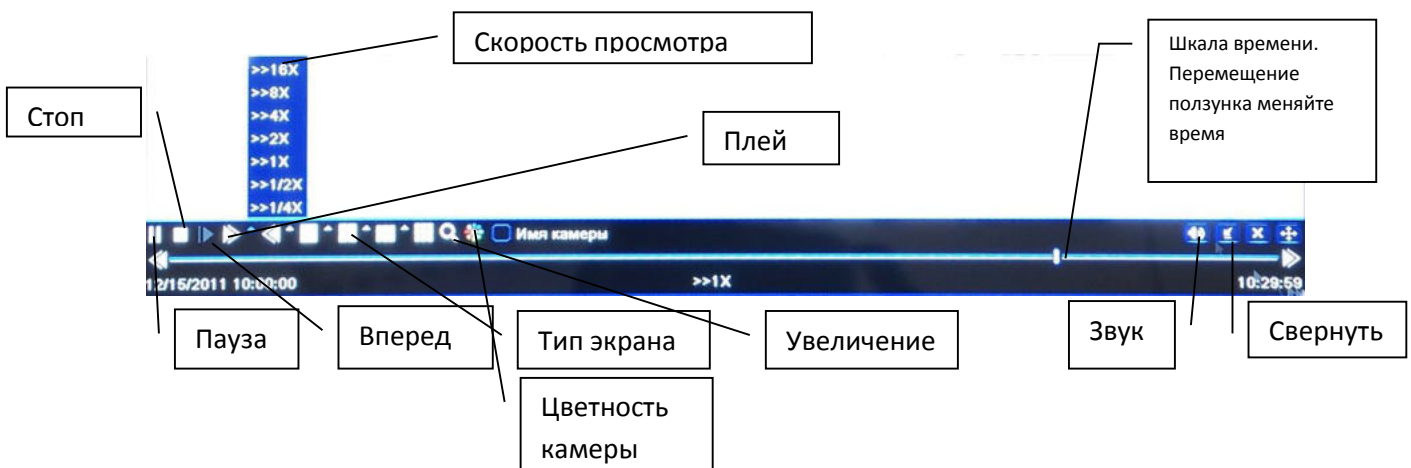 Скорость просмотра
Шкала времени.
Перемещение
ползунка меняйте
время
Стоп
Плей
>>16X
>>8X
>>4X
>>2X
>>1X
>>1/2X
>>1/4X
Имя камеры
12/15/2011 10:00:00
>>1X
10:29:59
Пауза
Вперед
Тип экрана
Увеличение
Звук
Свернуть
Цветность
камеры